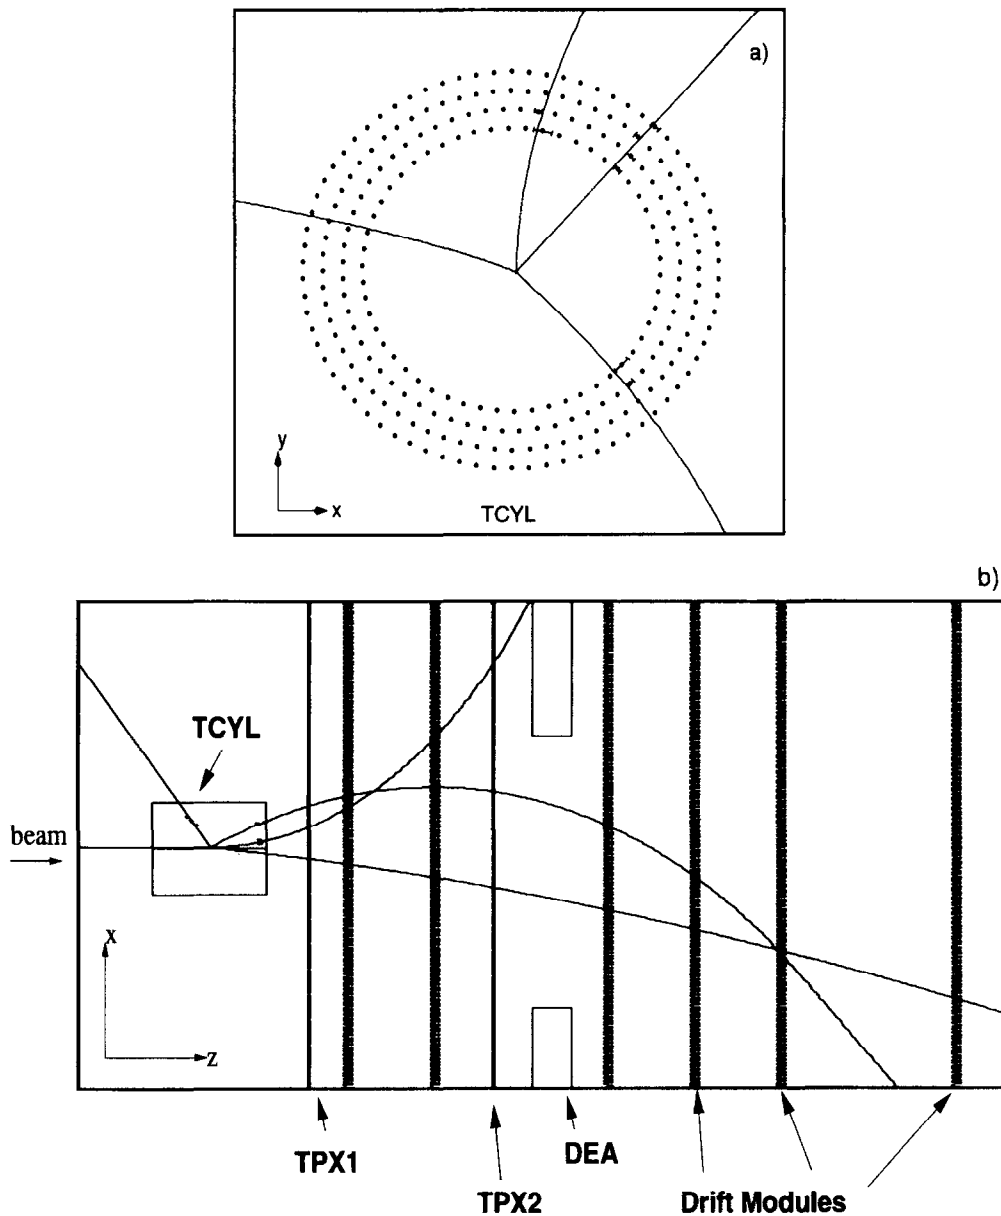 a)
y
x
TCYL
b)
TCYL
beam
x
z
TPX1
TPX2
DEA
Drift Modules